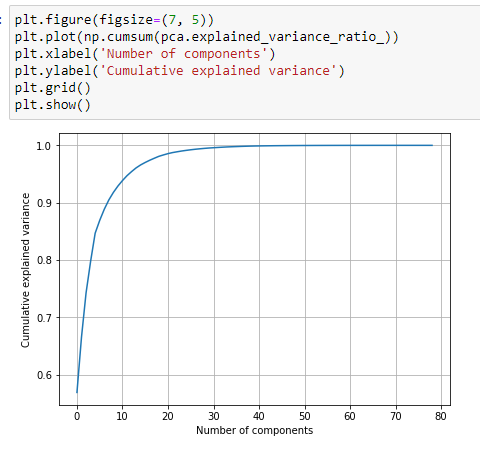 plt.figure(figsize=(7, 5))
plt.plot(np.cumsum(pca.explained_variance_ratio_))
plt.xlabel('Number of components')
plt.ylabel('Cumulative explained variance')
plt.grid()
plt.show()
1.0
0.9
0.8
0.7
0.6
Cumulative explained variance
0 10 20 30 40 50 60 70 80
Number of components